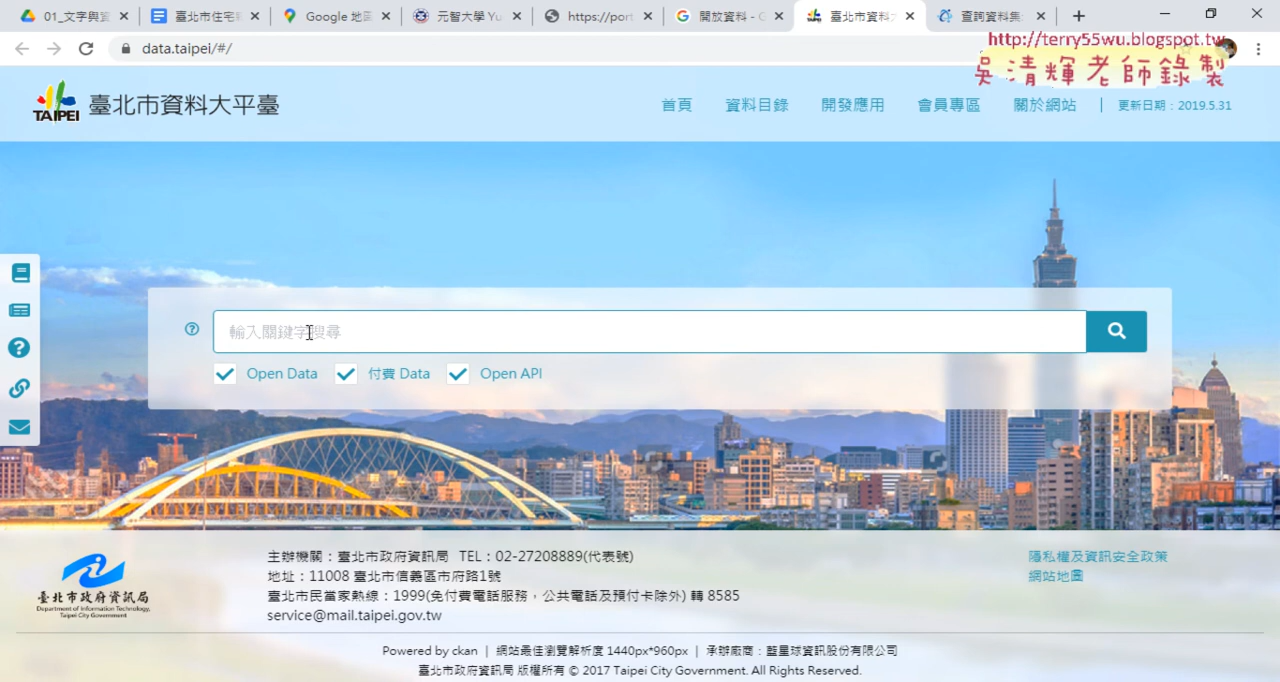 01_文字與資
臺北市住宅
Google 地圖
元智大學 Yu
https://port
開放資料 - G
臺北市資料大
查詢資料集
data.taipei/#/
http://terry55wu.blogspot.tw
吳清輝老師錄製
TAIPEI
臺北市資料大平臺
首頁
資料目錄
開發應用
會員專區
關於網站
| 更新日期：2019.5.31
輸入關鍵字搜尋
Open Data
付費 Data
Open API
臺北市政府資訊局
Department of Information Technology,
Taipei City Government
主辦機關：臺北市政府資訊局 TEL：02-27208889(代表號)
地址：11008 臺北市信義區市府路1號
臺北市民當家熱線：1999(免付費電話服務，公共電話及預付卡除外) 轉 8585
service@mail.taipei.gov.tw
隱私權及資訊安全政策
網站地圖
Powered by ckan | 網站最佳瀏覽解析度 1440px*960px | 承辦廠商：藍星球資訊股份有限公司
臺北市政府資訊局 版權所有 © 2017 Taipei City Government. All Rights Reserved.